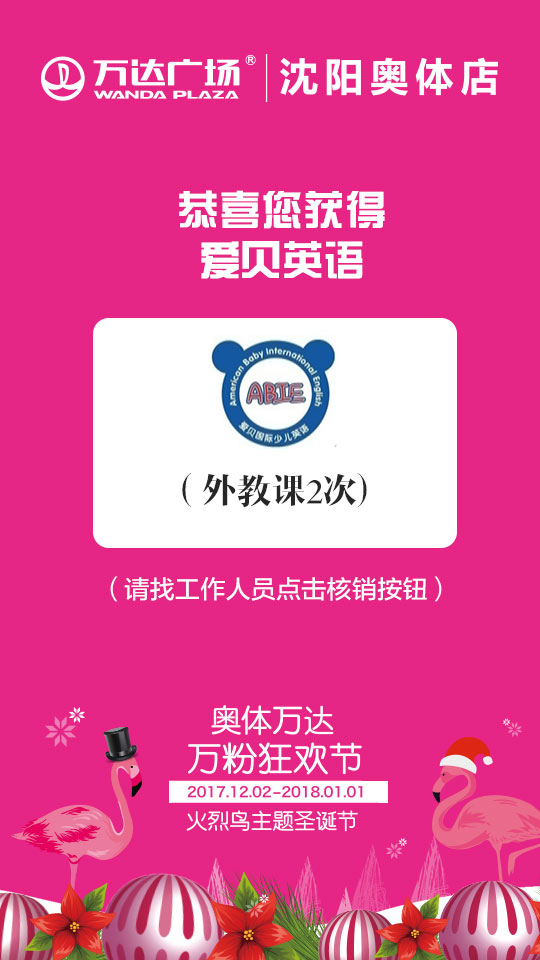 万达广场®
WANDA PLAZA
沈阳奥体店
恭喜您获得
爱贝英语
American Baby International English
ABIE
爱贝国际少儿英语
(外教课2次)
(请找工作人员点击核销按钮)
奥体万达
万粉狂欢节
2017.12.02-2018.01.01
火烈鸟主题圣诞节